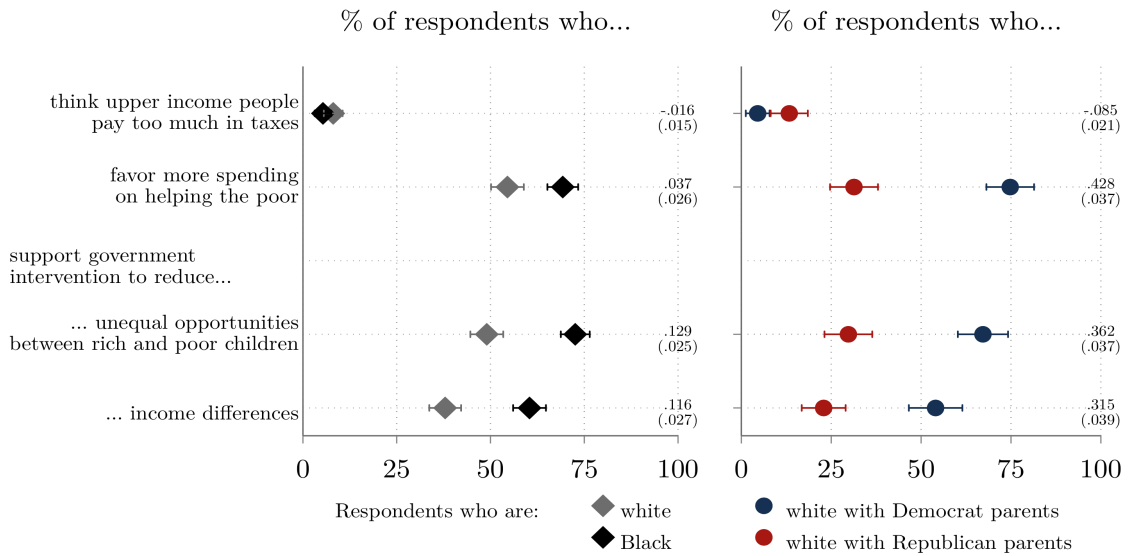 % of respondents who...
% of respondents who...
think upper income people
pay too much in taxes
-.016
(.015)
-.085
(.021)
favor more spending
on helping the poor
.037
(.026)
.428
(.037)
support government
intervention to reduce...
... unequal opportunities
between rich and poor children
.129
(.025)
.362
(.037)
... income differences
.116
(.027)
.315
(.039)
0 25 50 75 100
0 25 50 75 100
Respondents who are:
white
Black
white with Democrat parents
white with Republican parents